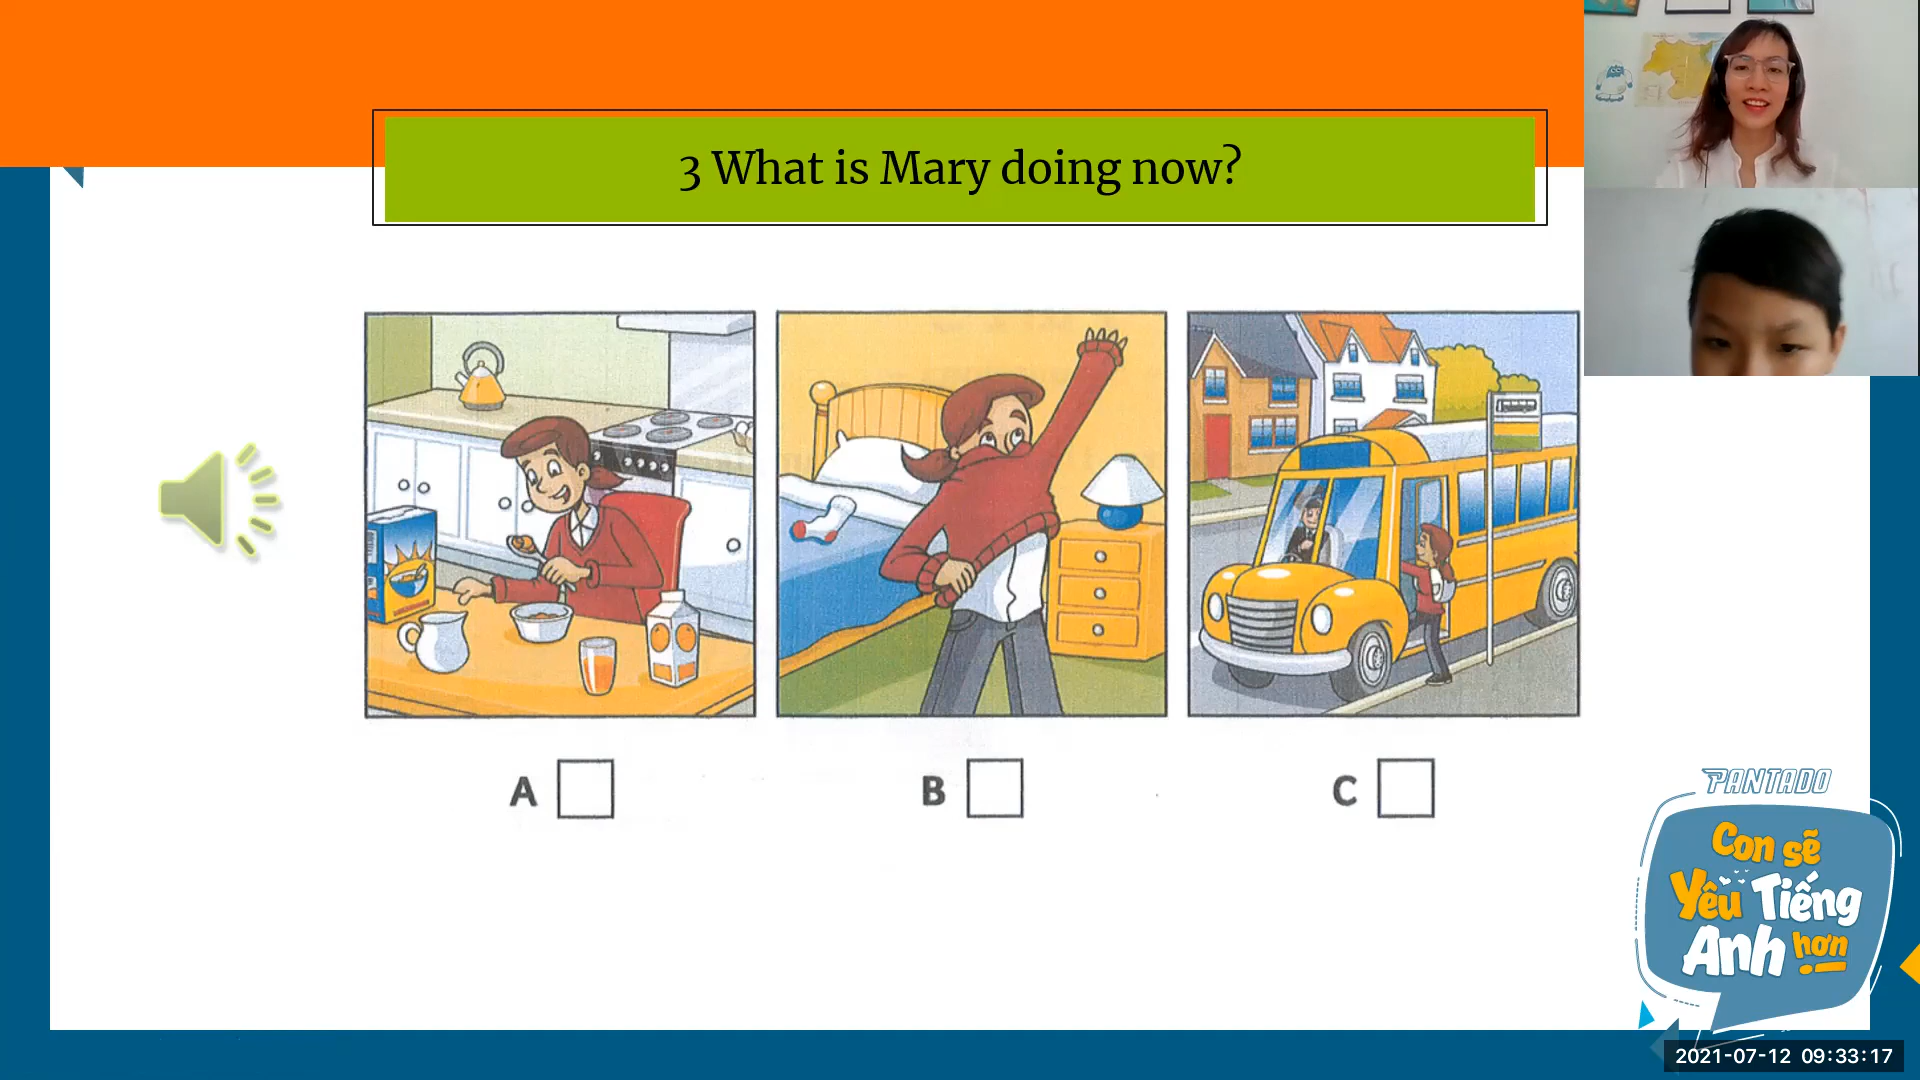 3 What is Mary doing now?
A
B
C
PANTADO
Con sẽ
Yêu Tiếng
Anh hơn
2021-07-12 09:33:17